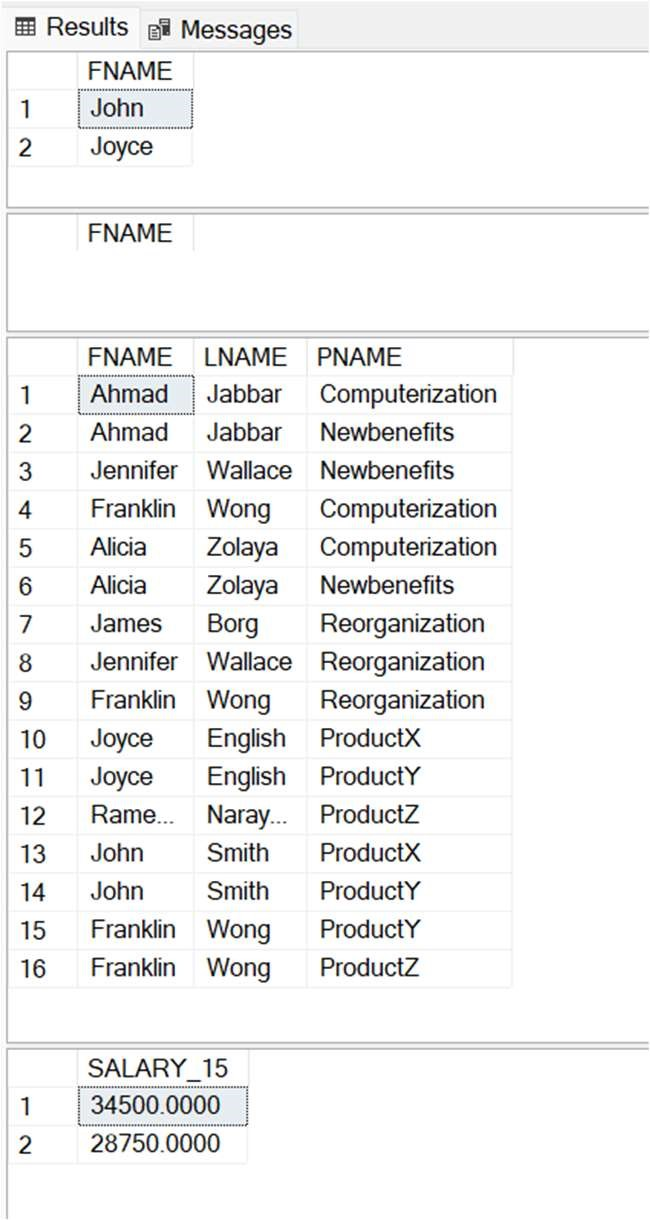 Results Messages
FNAME
1 John
2 Joyce
FNAME
FNAME LNAME PNAME
1 Ahmad Jabbar Computerization
2 Ahmad Jabbar Newbenefits
3 Jennifer Wallace Newbenefits
4 Franklin Wong Computerization
5 Alicia Zolaya Computerization
6 Alicia Zolaya Newbenefits
7 James Borg Reorganization
8 Jennifer Wallace Reorganization
9 Franklin Wong Reorganization
10 Joyce English ProductX
11 Joyce English ProductY
12 Rame... Naray... ProductZ
13 John Smith ProductX
14 John Smith ProductY
15 Franklin Wong ProductY
16 Franklin Wong ProductZ
SALARY_15
1 34500.0000
2 28750.0000